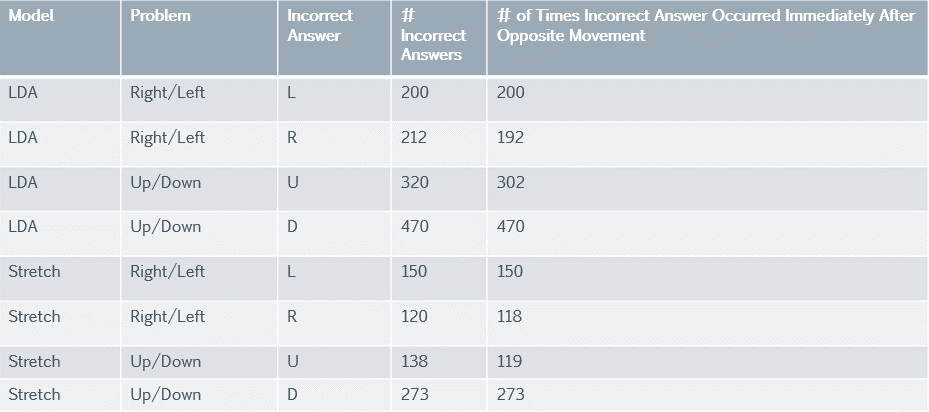 Model Problem Incorrect Answer # Incorrect Answers # of Times Incorrect Answer Occurred Immediately After Opposite Movement
LDA Right/Left L 200 200
LDA Right/Left R 212 192
LDA Up/Down U 320 302
LDA Up/Down D 470 470
Stretch Right/Left L 150 150
Stretch Right/Left R 120 118
Stretch Up/Down U 138 119
Stretch Up/Down D 273 273